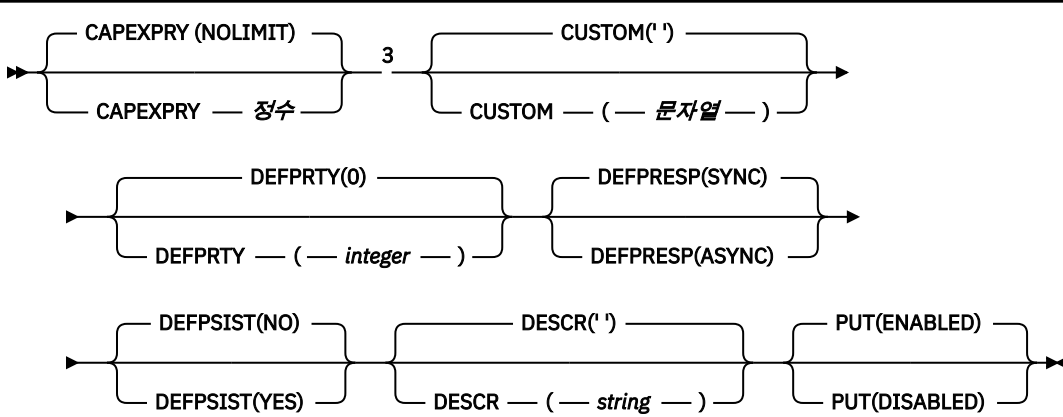 CAPEXPRY (NOLIMIT)
CAPEXPRY 정수
3
CUSTOM(' ')
CUSTOM ( 문자열 )
DEFPRTY(0)
DEFPRTY ( integer )
DEFPRESP(SYNC)
DEFPRESP(ASYNC)
DEFPSIST(NO)
DEFPSIST(YES)
DESCR(' ')
DESCR ( string )
PUT(ENABLED)
PUT(DISABLED)